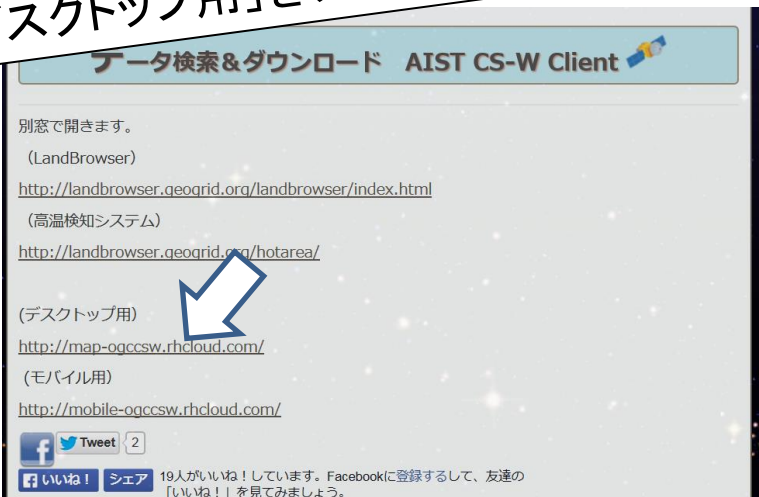 スクトップ用」を
データ検索&ダウンロード AIST CS-W Client
別窓で開きます。
(LandBrowser)
http://landbrowser.geogrid.org/landbrowser/index.html
(高温検知システム)
http://landbrowser.geogrid.org/hotarea/
(デスクトップ用)
http://map-ogccsw.rhcloud.com/
(モバイル用)
http://mobile-ogccsw.rhcloud.com/
Tweet 2
いいね! シェア 19人がいいね!しています。Facebookに登録するして、友達の
「いいね!」を見てみましょう。